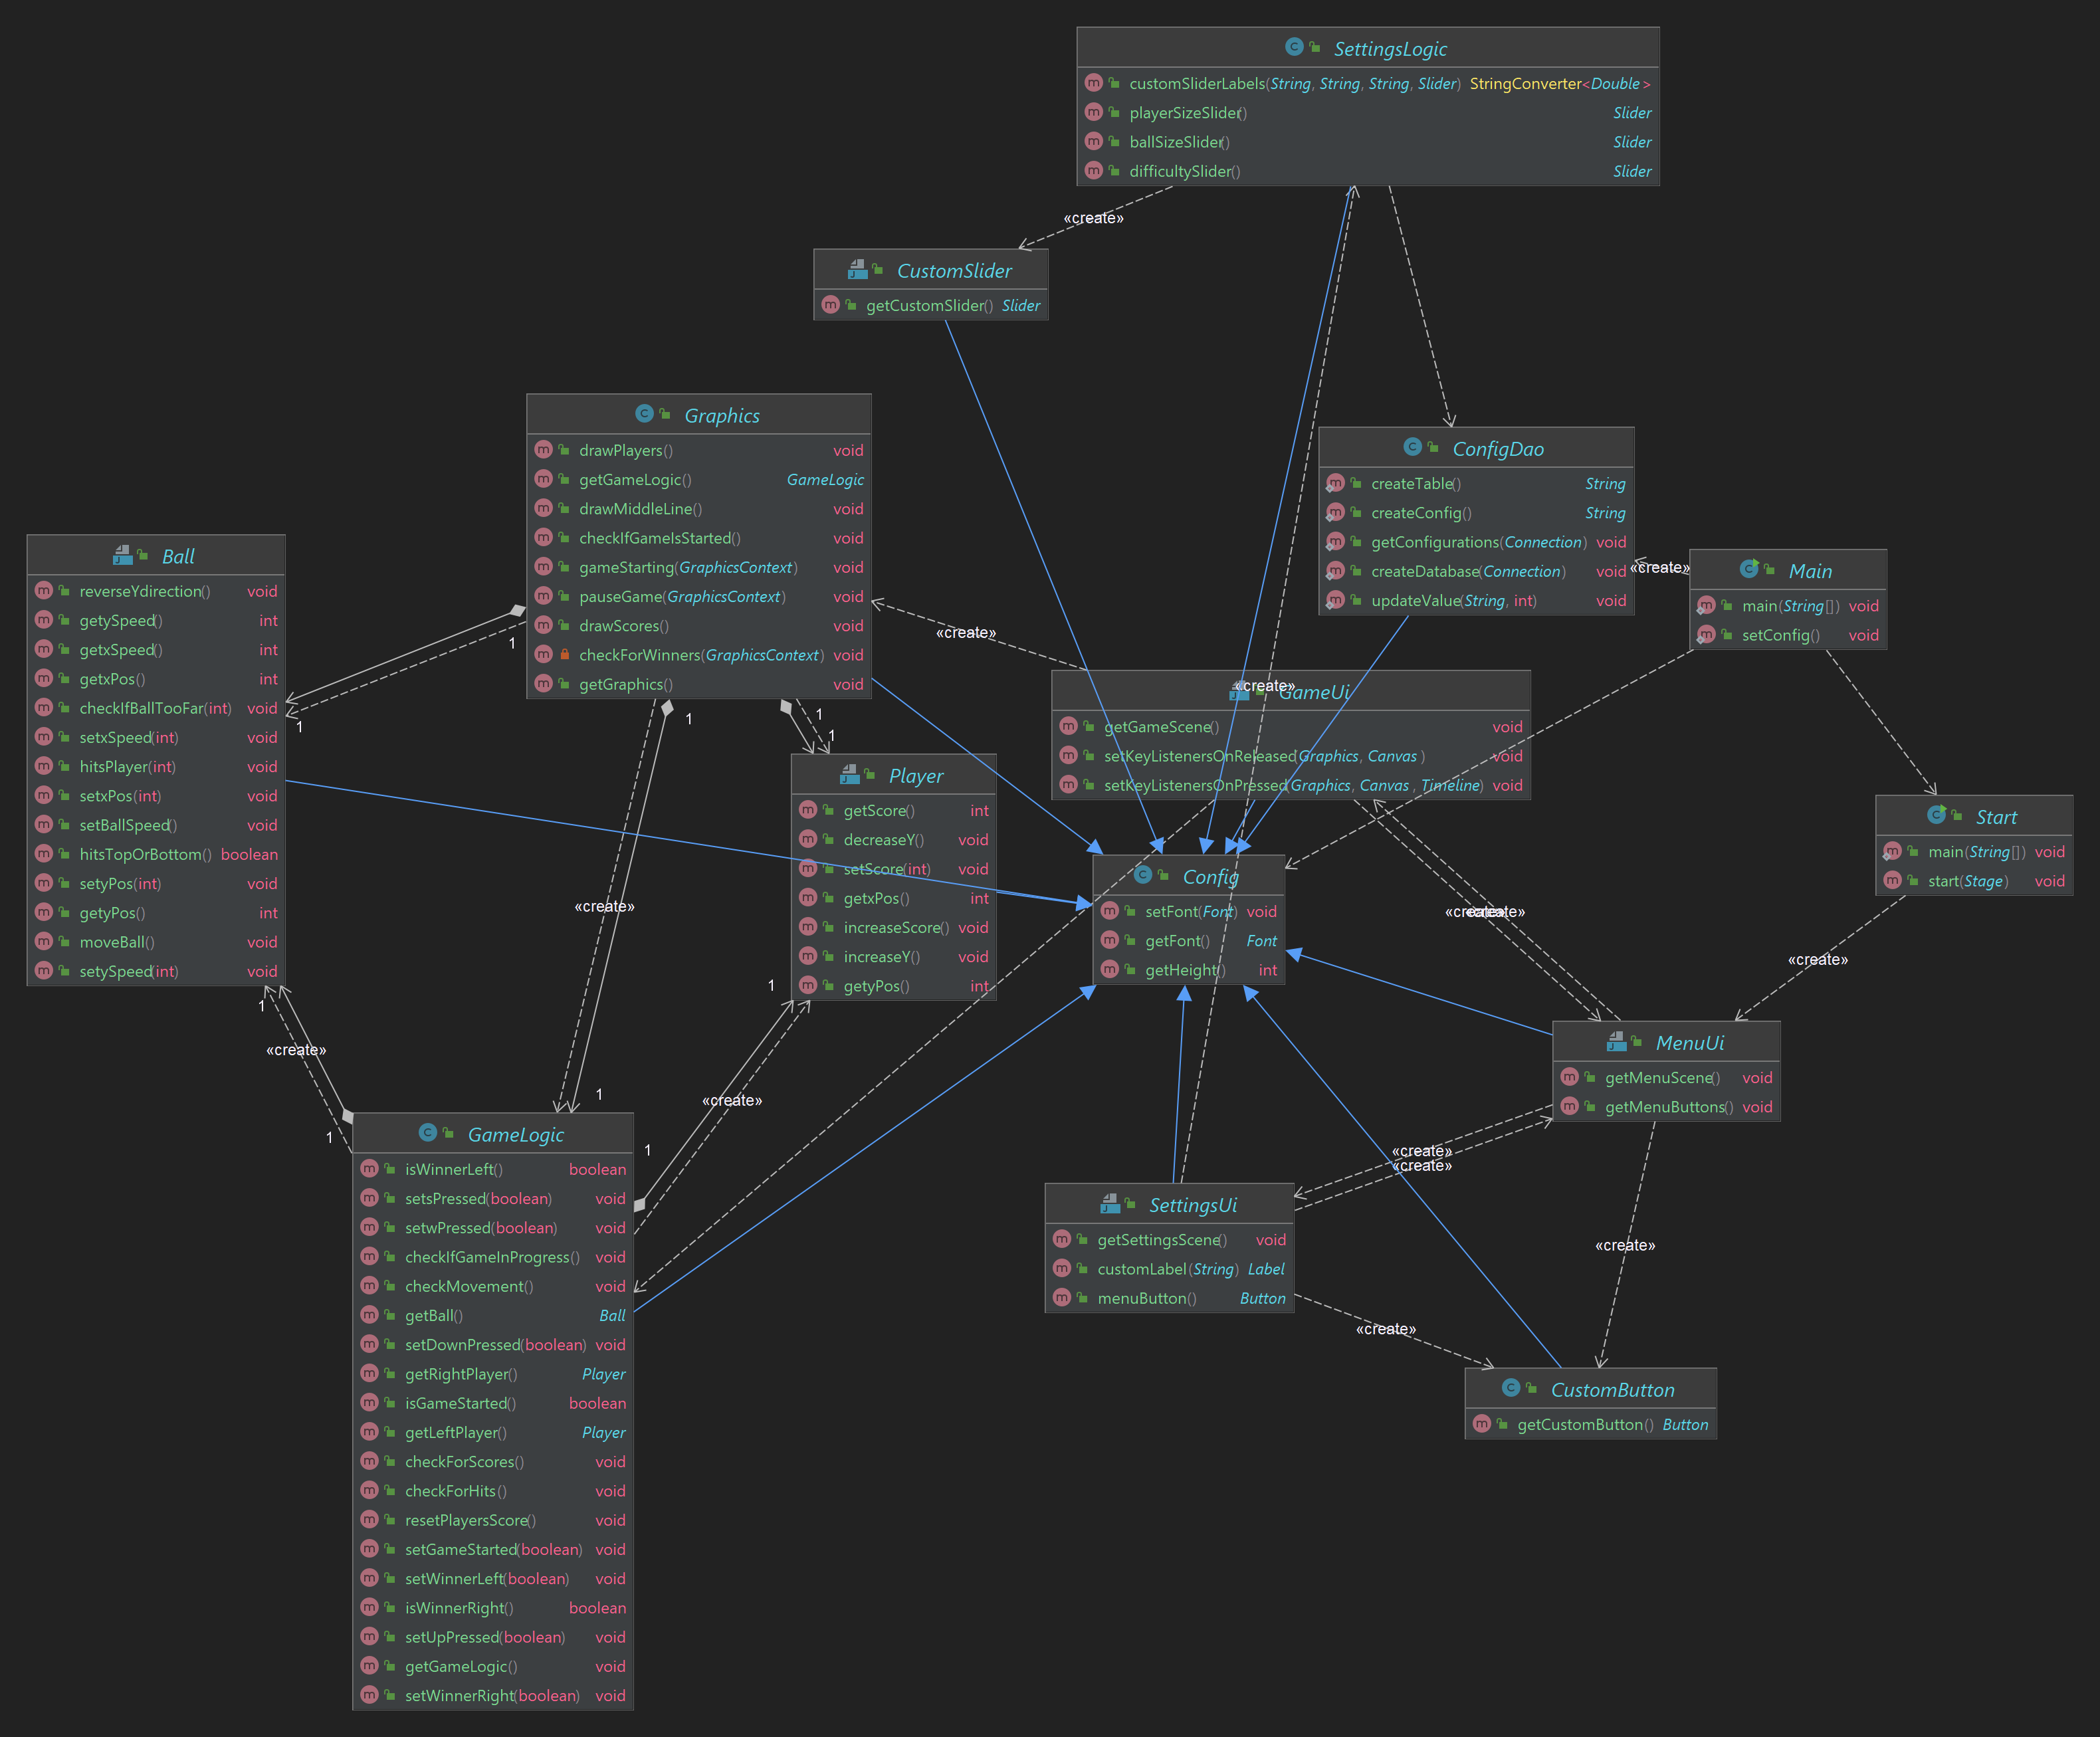 SettingsLogic
customSliderLabels(String, String, String, Slider) StringConverter<Double>
playerSizeSlider() Slider
ballSizeSlider() Slider
difficultySlider() Slider
«create»
CustomSlider
getCustomSlider() Slider
Graphics
drawPlayers() void
getGameLogic() GameLogic
drawMiddleLine() void
checkIfGameIsStarted() void
gameStarting(GraphicsContext) void
pauseGame(GraphicsContext) void
drawScores() void
checkForWinners(GraphicsContext) void
getGraphics() void
ConfigDao
createTable() String
createConfig() String
getConfigurations(Connection) void
createDatabase(Connection) void
updateValue(String, int) void
«create»
Main
main(String[]) void
setConfig() void
Ball
reverseYdirection() void
getySpeed() int
getxSpeed() int
getxPos() int
checkIfBallTooFar(int) void
setxSpeed(int) void
hitsPlayer(int) void
setxPos(int) void
setBallSpeed() void
hitsTopOrBottom() boolean
setyPos(int) void
getyPos() int
moveBall() void
setySpeed(int) void
1
1
«create»
«create»
GameUi
getGameScene() void
setKeyListenersOnReleased(Graphics, Canvas) void
setKeyListenersOnPressed(Graphics, Canvas, Timeline) void
1
1
1
Player
getScore() int
decreaseY() void
setScore(int) void
getxPos() int
increaseScore() void
increaseY() void
getyPos() int
Start
main(String[]) void
start(Stage) void
Config
setFont(Font) void
getFont() Font
getHeight() int
«create»
«create»
«create»
«create»
1
1
«create»
1
«create»
1
1
MenuUi
getMenuScene() void
getMenuButtons() void
GameLogic
isWinnerLeft() boolean
setsPressed(boolean) void
setwPressed(boolean) void
checkIfGameInProgress() void
checkMovement() void
getBall() Ball
setDownPressed(boolean) void
getRightPlayer() Player
isGameStarted() boolean
getLeftPlayer() Player
checkForScores() void
checkForHits() void
resetPlayersScore() void
setGameStarted(boolean) void
setWinnerLeft(boolean) void
isWinnerRight() boolean
setUpPressed(boolean) void
getGameLogic() void
setWinnerRight(boolean) void
«create»
«create»
SettingsUi
getSettingsScene() void
customLabel(String) Label
menuButton() Button
«create»
«create»
CustomButton
getCustomButton() Button